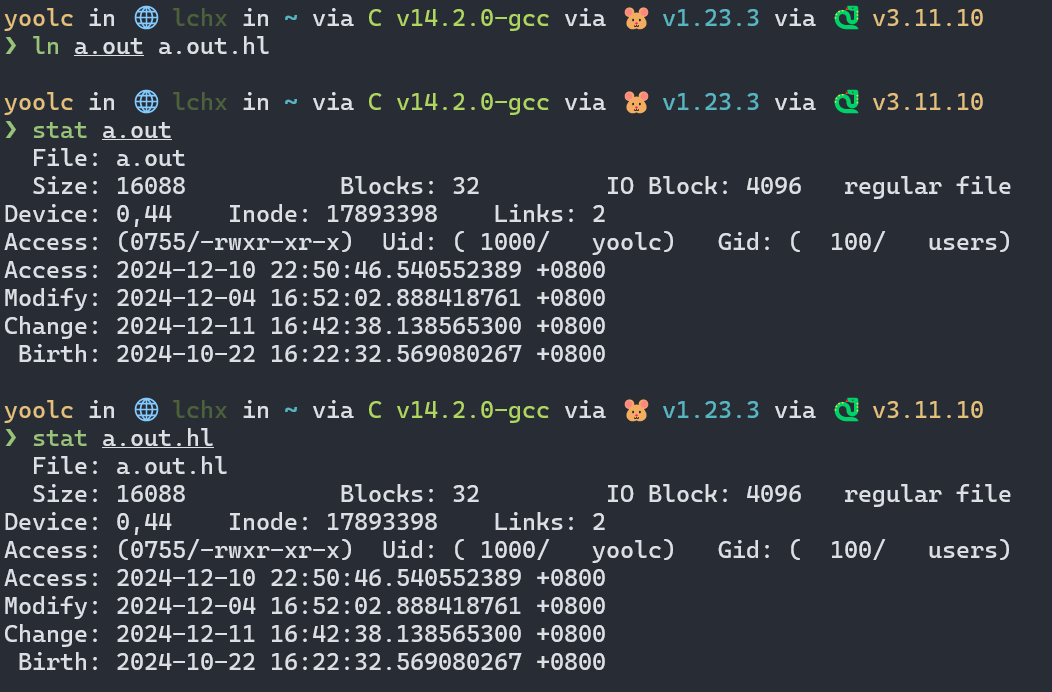 yoolc in 🌐 lchx in ~ via C v14.2.0-gcc via 🐹 v1.23.3 via 🐍 v3.11.10
❯ ln a.out a.out.hl
yoolc in 🌐 lchx in ~ via C v14.2.0-gcc via 🐹 v1.23.3 via 🐍 v3.11.10
❯ stat a.out
  File: a.out
  Size: 16088           Blocks: 32         IO Block: 4096   regular file
Device: 0,44    Inode: 17893398    Links: 2
Access: (0755/-rwxr-xr-x)  Uid: ( 1000/   yoolc)   Gid: (  100/   users)
Access: 2024-12-10 22:50:46.540552389 +0800
Modify: 2024-12-04 16:52:02.888418761 +0800
Change: 2024-12-11 16:42:38.138565300 +0800
 Birth: 2024-10-22 16:22:32.569080267 +0800
yoolc in 🌐 lchx in ~ via C v14.2.0-gcc via 🐹 v1.23.3 via 🐍 v3.11.10
❯ stat a.out.hl
  File: a.out.hl
  Size: 16088           Blocks: 32         IO Block: 4096   regular file
Device: 0,44    Inode: 17893398    Links: 2
Access: (0755/-rwxr-xr-x)  Uid: ( 1000/   yoolc)   Gid: (  100/   users)
Access: 2024-12-10 22:50:46.540552389 +0800
Modify: 2024-12-04 16:52:02.888418761 +0800
Change: 2024-12-11 16:42:38.138565300 +0800
 Birth: 2024-10-22 16:22:32.569080267 +0800